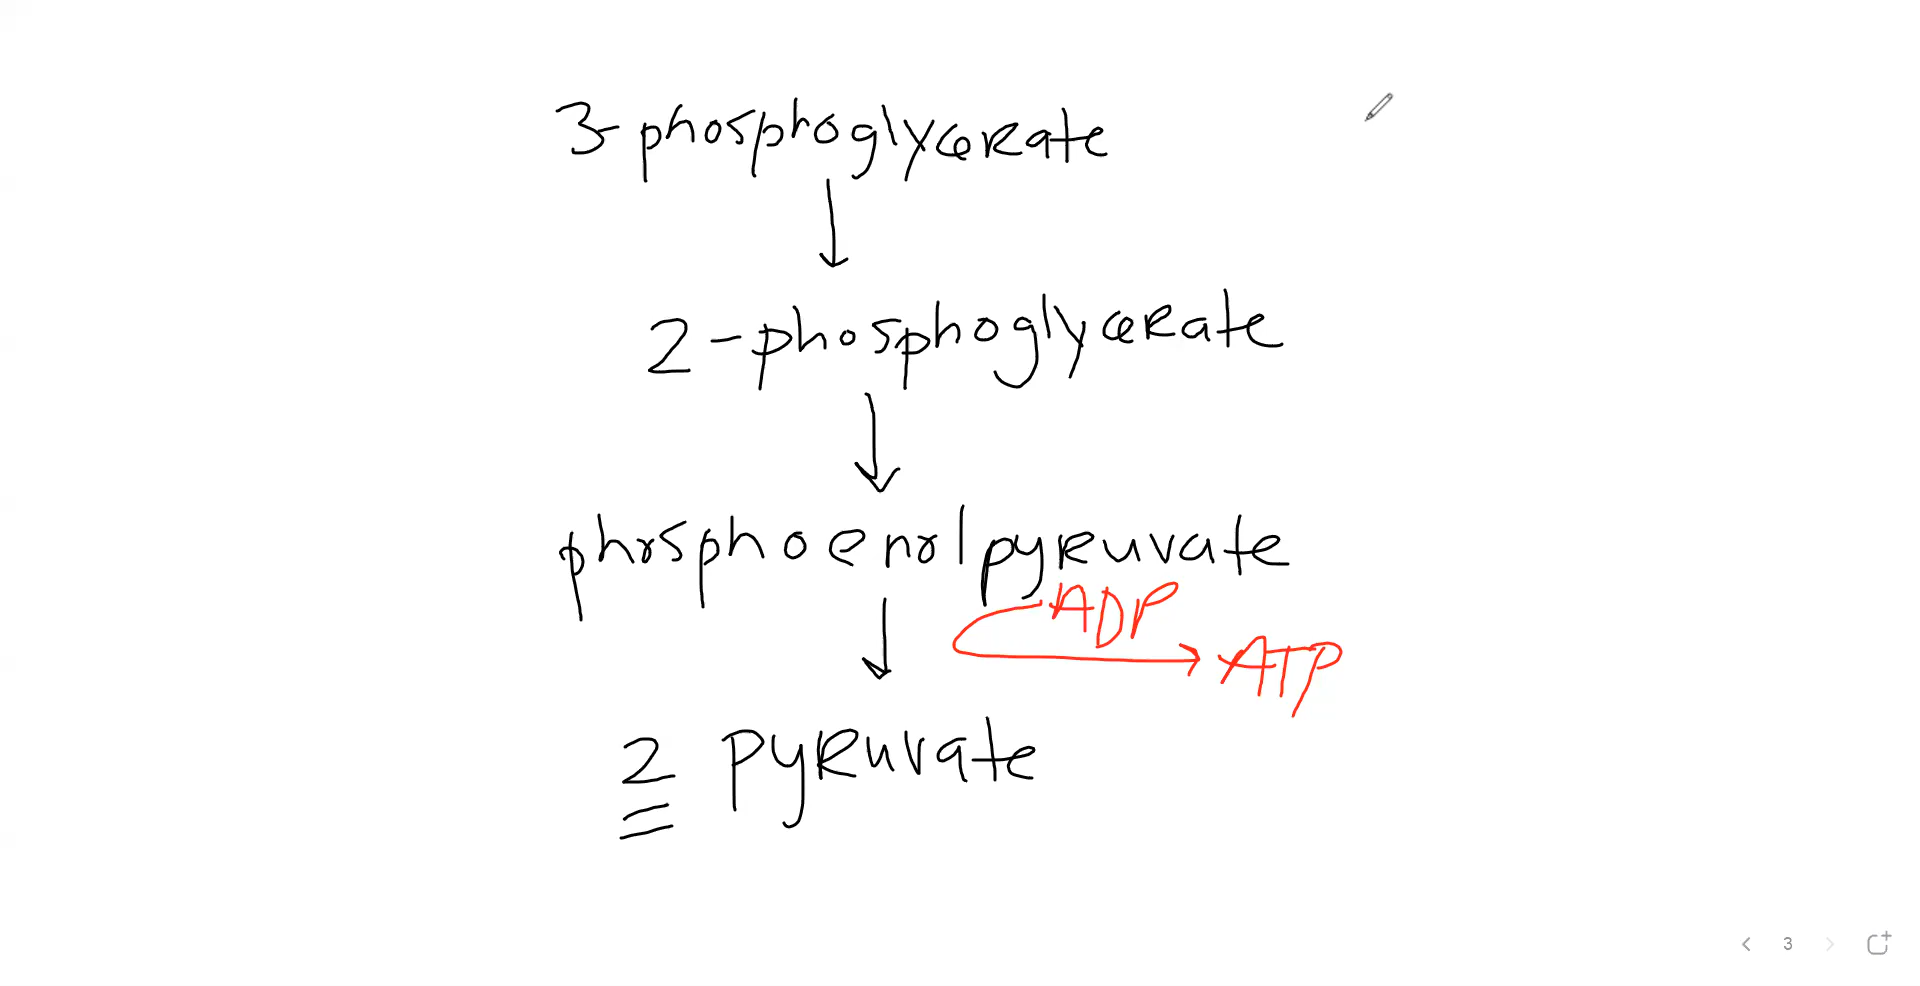 3-phosphoglycerate
2-phosphoglycerate
phosphoenolpyruvate
ADP
ATP
2 pyruvate
3